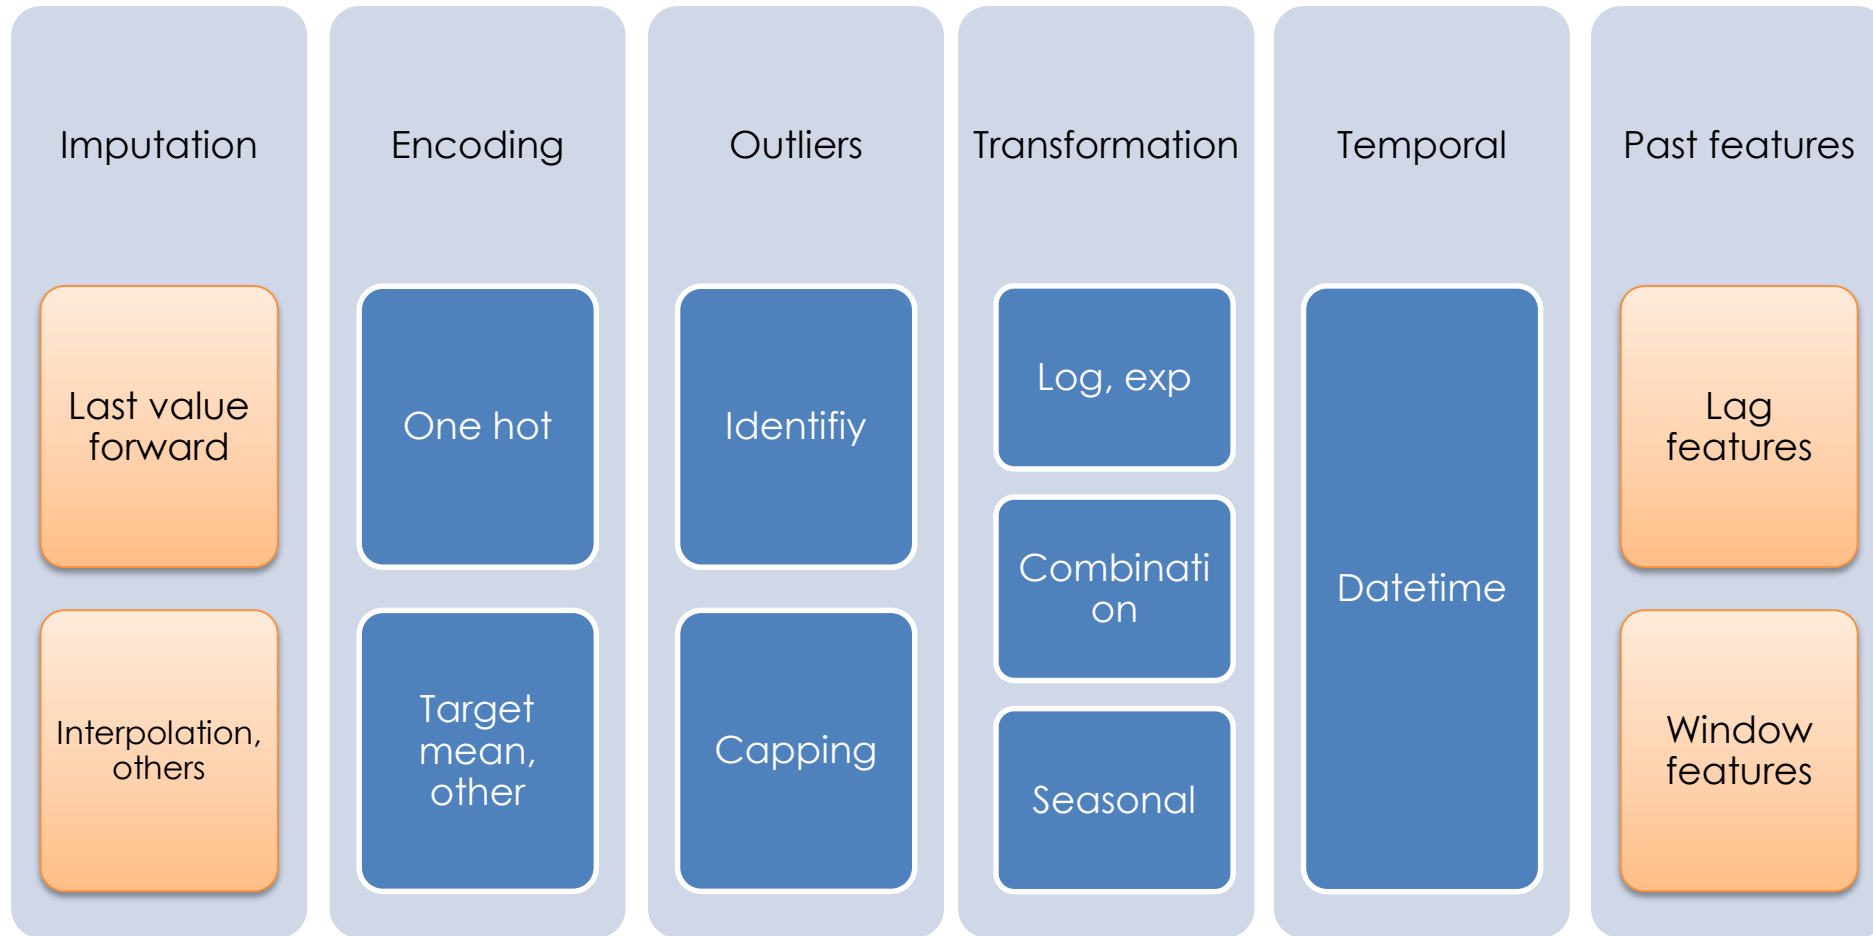 Imputation
Encoding
Outliers
Transformation
Temporal
Past features
Last value
forward
Interpolation,
others
One hot
Target
mean,
other
Identifiy
Capping
Log, exp
Combinati
on
Seasonal
Datetime
Lag
features
Window
features